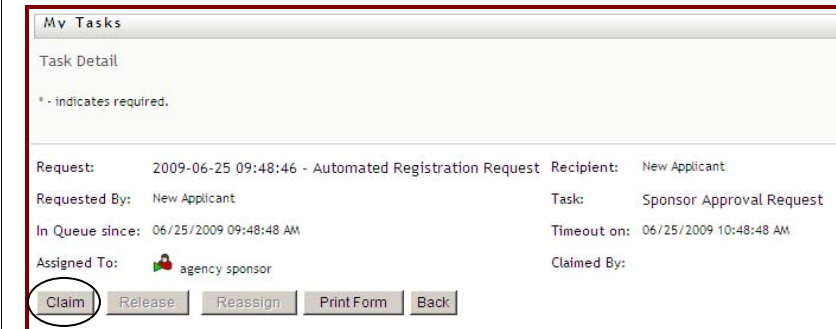 My Tasks
Task Detail
* - indicates required.
Request: 2009-06-25 09:48:46 - Automated Registration Request Recipient: New Applicant
Requested By: New Applicant Task: Sponsor Approval Request
In Queue since: 06/25/2009 09:48:48 AM Timeout on: 06/25/2009 10:48:48 AM
Assigned To: agency sponsor Claimed By:
Claim Release Reassign Print Form Back